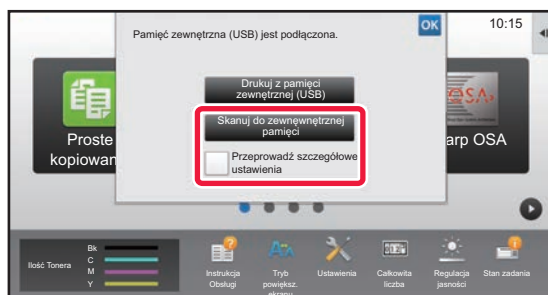 Pamięć zewnętrzna (USB) jest podłączona.
OK
10:15
Drukuj z pamięci
zewnętrznej (USB)
Skanuj do zewnęwnętrznej
pamięci
Przeprowadź szczegółowe
ustawienia
Proste
kopiowan
arp OSA
Ilość Tonera
Bk
C
M
Y
Instrukcja
Obsługi
Tryb
powiększ.
ekranu
Ustawienia
Całkowita
liczba
Regulacja
jasności
Stan zadania